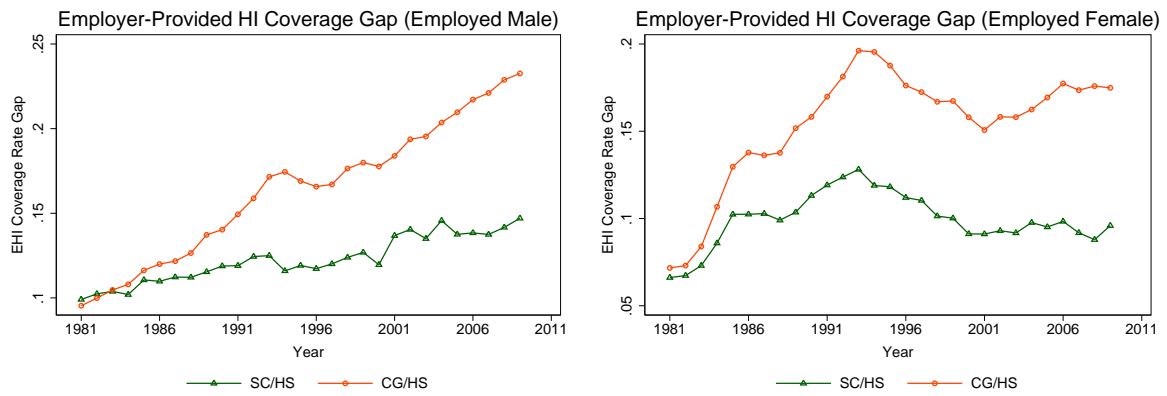 Employer-Provided HI Coverage Gap (Employed Male)
EHI Coverage Rate Gap
.25
.2
.15
.1
1981 1986 1991 1996 2001 2006 2011
Year
SC/HS CG/HS
Employer-Provided HI Coverage Gap (Employed Female)
EHI Coverage Rate Gap
.2
.15
.1
.05
1981 1986 1991 1996 2001 2006 2011
Year
SC/HS CG/HS